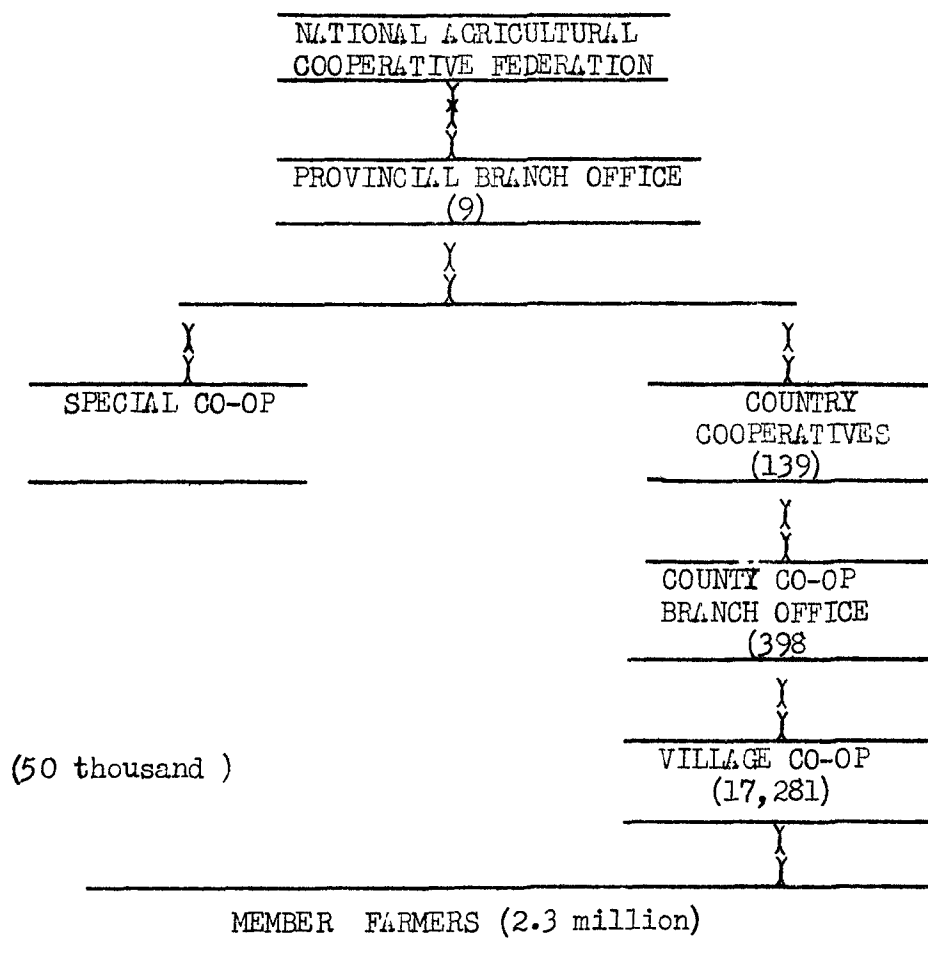 NATIONAL AGRICULTURAL
COOPERATIVE FEDERATION
PROVINCIAL BRANCH OFFICE
(9)
SPECIAL CO-OP
COUNTRY
COOPERATIVES
(139)
COUNTY CO-OP
BRANCH OFFICE
(398
(50 thousand )
VILLAGE CO-OP
(17,281)
MEMBER FARMERS (2.3 million)